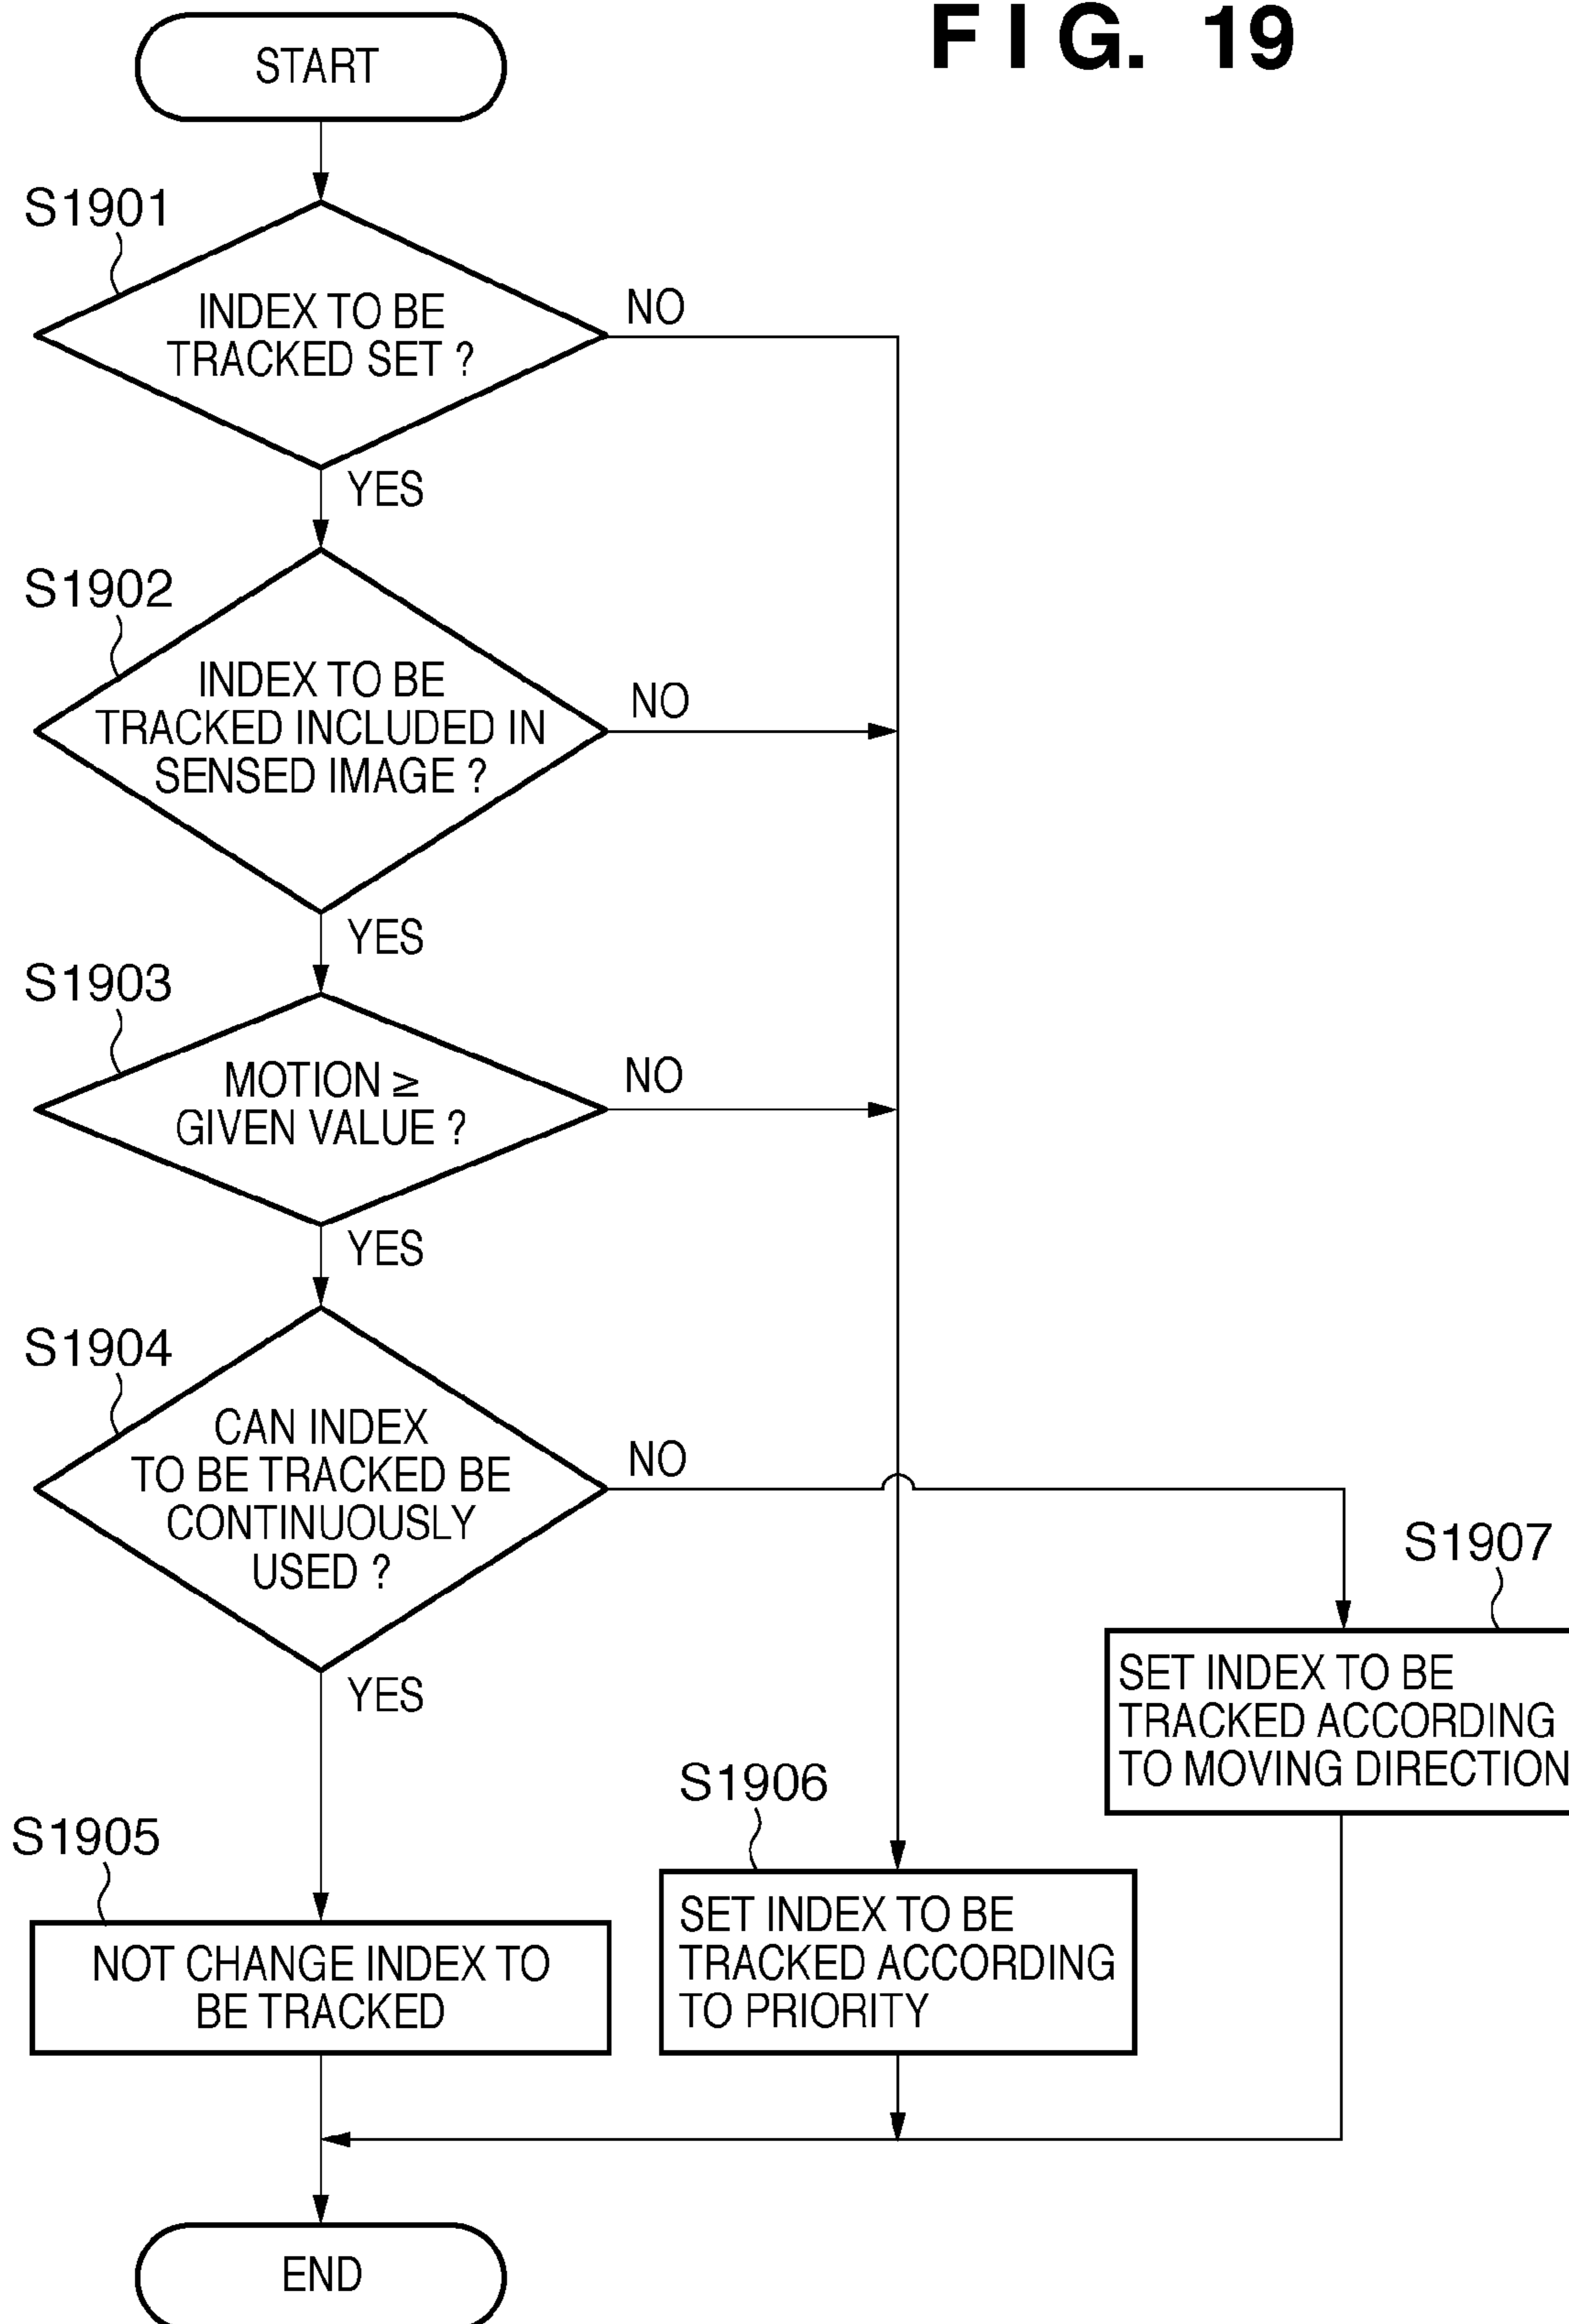 FIG. 19
START
S1901
INDEX TO BE
TRACKED SET ?
NO
YES
S1902
INDEX TO BE
TRACKED INCLUDED IN
SENSED IMAGE ?
NO
YES
S1903
MOTION ≥
GIVEN VALUE ?
NO
YES
S1904
CAN INDEX
TO BE TRACKED BE
CONTINUOUSLY
USED ?
NO
YES
S1907
SET INDEX TO BE
TRACKED ACCORDING
TO MOVING DIRECTION
S1906
SET INDEX TO BE
TRACKED ACCORDING
TO PRIORITY
S1905
NOT CHANGE INDEX TO
BE TRACKED
END